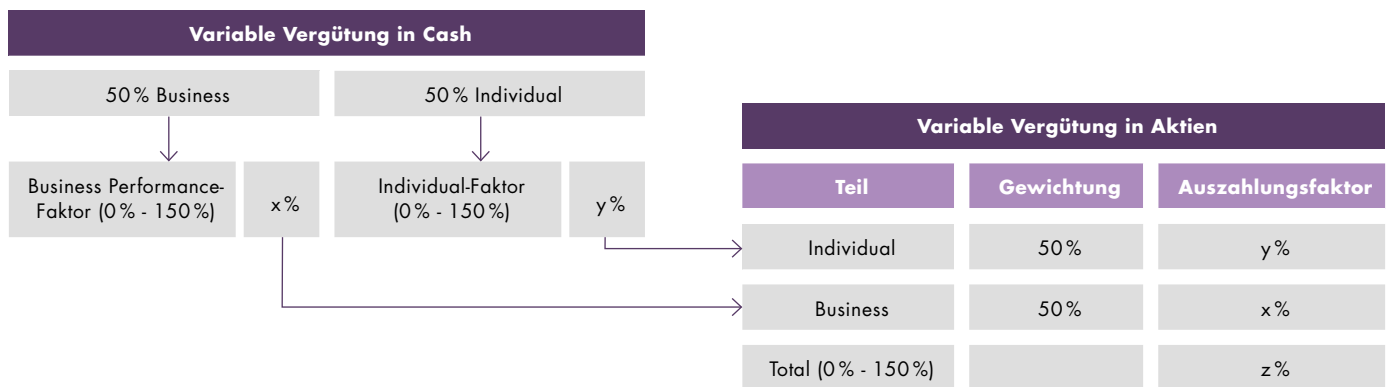 Variable Vergütung in Cash
50 % Business
50 % Individual
Business Performance-
Faktor (0 % - 150 %)
x %
Individual-Faktor
(0 % - 150 %)
y %
Variable Vergütung in Aktien
Teil
Gewichtung
Auszahlungsfaktor
Individual
50 %
y %
Business
50 %
x %
Total (0 % - 150 %)
z %